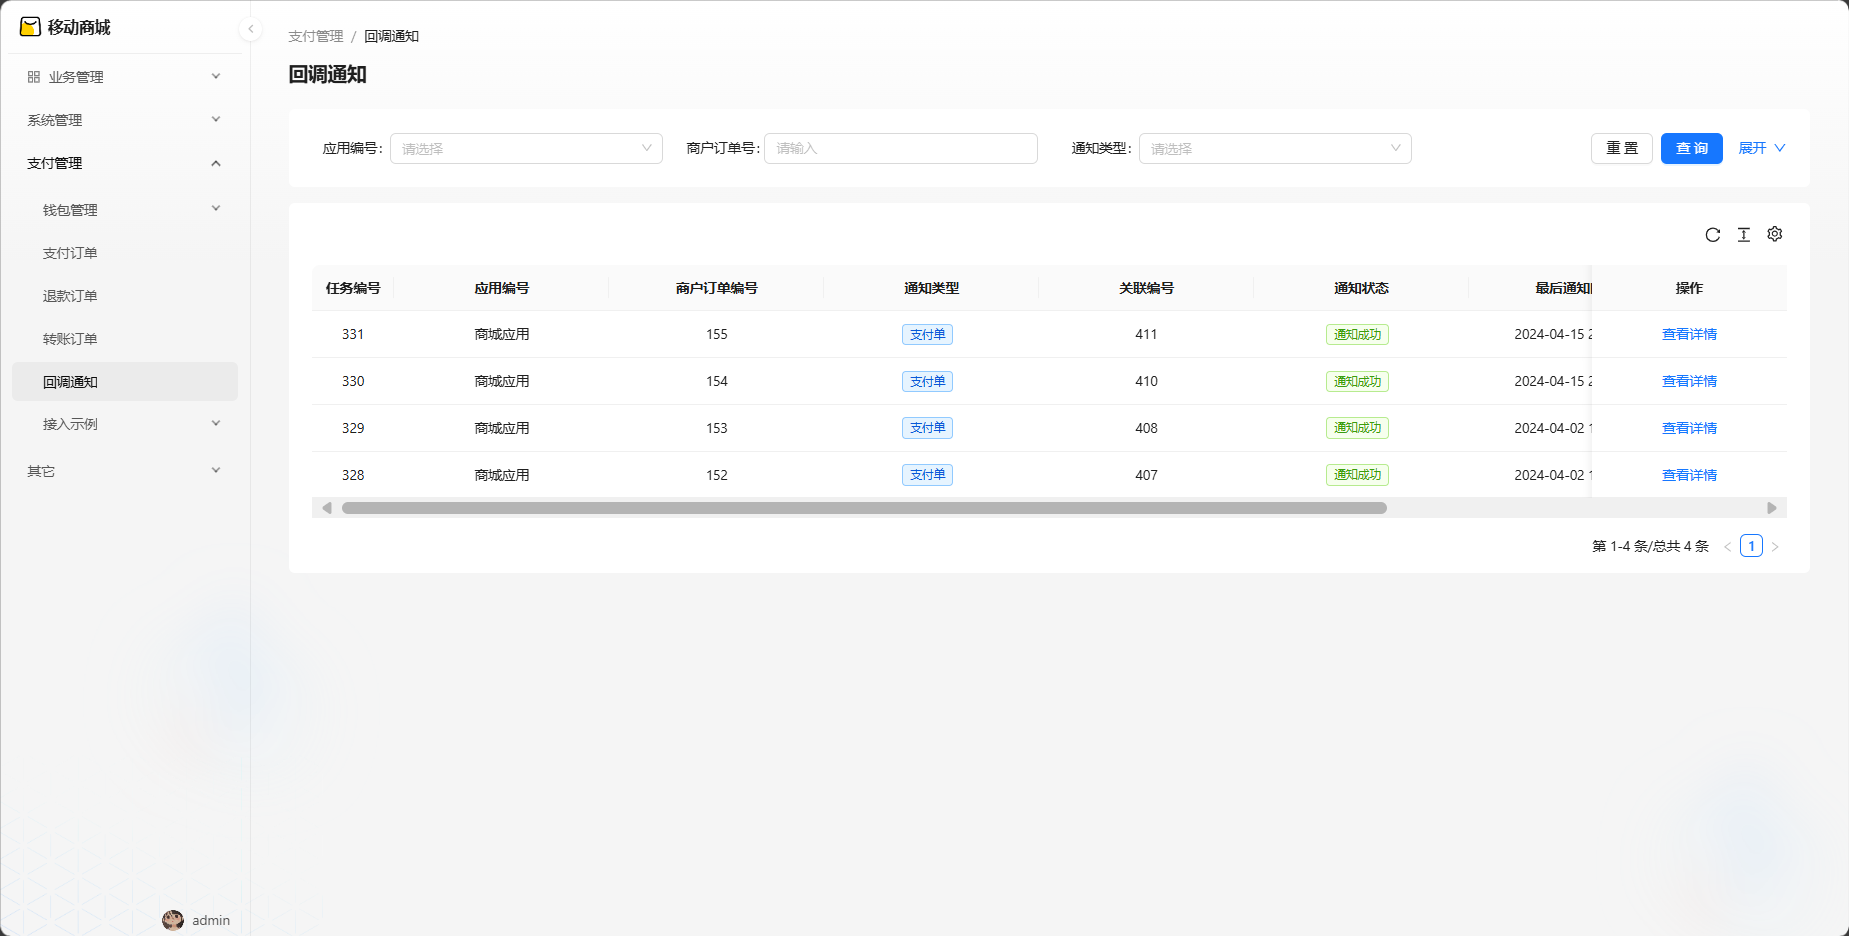 移动商城
业务管理
系统管理
支付管理
钱包管理
支付订单
退款订单
转账订单
回调通知
接入示例
其它
admin
支付管理 / 回调通知
回调通知
应用编号: 请选择 商户订单号: 请输入 通知类型: 请选择 重 置 查 询 展开
任务编号 应用编号 商户订单编号 通知类型 关联编号 通知状态 最后通知 操作
331 商城应用 155 支付单 411 通知成功 2024-04-15 查看详情
330 商城应用 154 支付单 410 通知成功 2024-04-15 查看详情
329 商城应用 153 支付单 408 通知成功 2024-04-02 查看详情
328 商城应用 152 支付单 407 通知成功 2024-04-02 查看详情
第 1-4 条/总共 4 条 < 1 >